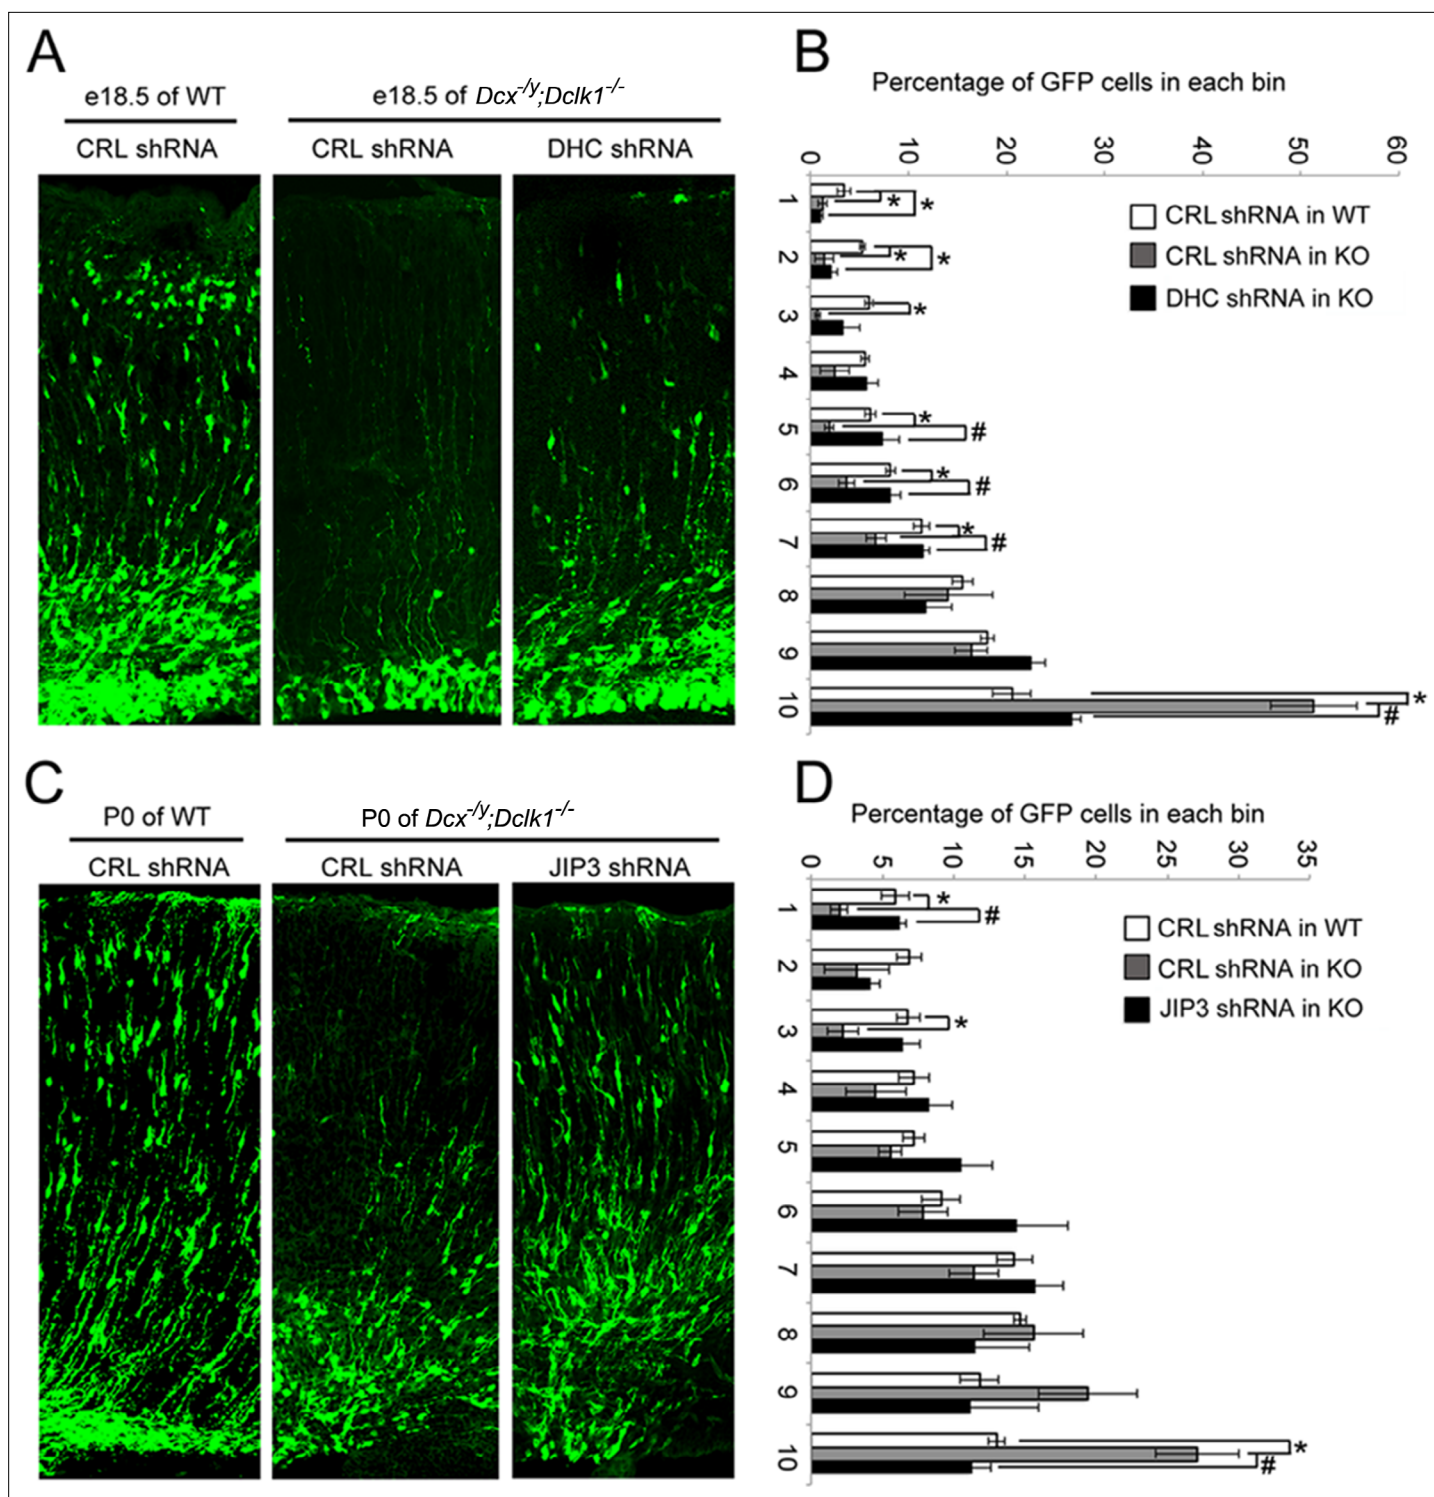 A
e18.5 of WT
e18.5 of Dcx-/y;Dclk1-/-
CRL shRNA
CRL shRNA
DHC shRNA
B
Percentage of GFP cells in each bin
0 10 20 30 40 50 60
CRL shRNA in WT
CRL shRNA in KO
DHC shRNA in KO
1 * *
2 * *
3 *
4
5 * #
6 * #
7 * #
8
9
10 * #
C
P0 of WT
P0 of Dcx-/y;Dclk1-/-
CRL shRNA
CRL shRNA
JIP3 shRNA
D
Percentage of GFP cells in each bin
0 5 10 15 20 25 30 35
CRL shRNA in WT
CRL shRNA in KO
JIP3 shRNA in KO
1 * #
2
3 *
4
5
6
7
8
9
10 * #